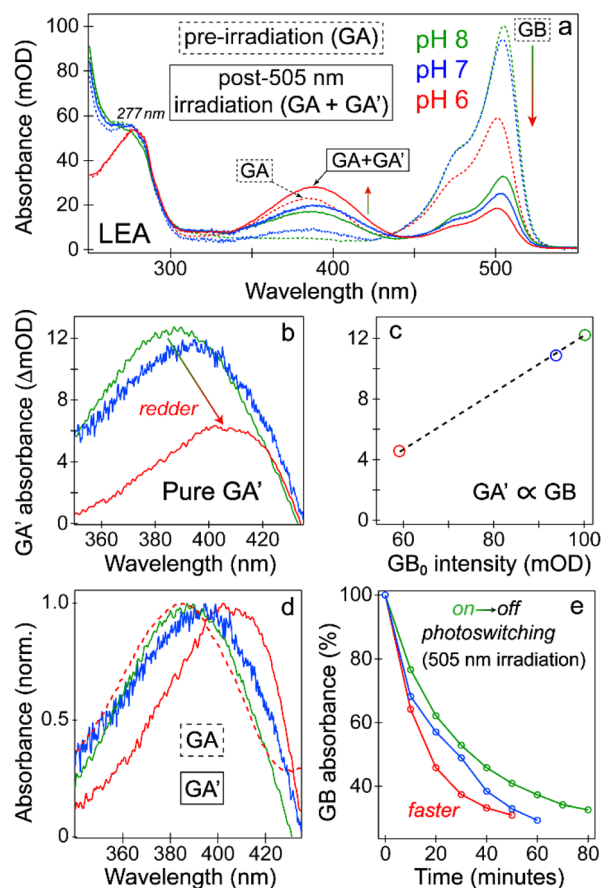 a
pre-irradiation (GA)
post-505 nm
irradiation (GA + GA')
pH 8
pH 7
pH 6
GB
277nm
GA
GA+GA'
LEA
Absorbance (mOD)
100
80
60
40
20
0
300
400
500
Wavelength (nm)
b
GA' absorbance (ΔmOD)
12
8
4
0
redder
Pure GA'
360
380
400
420
Wavelength (nm)
c
12
8
4
0
GA' ∝ GB
60
80
100
GB₀ intensity (mOD)
d
Absorbance (norm.)
1.0
0.5
0
GA
GA'
360
390
420
Wavelength (nm)
e
on→off
photoswitching
(505 nm irradiation)
GB absorbance (%)
100
80
60
40
faster
0
20
40
60
80
Time (minutes)